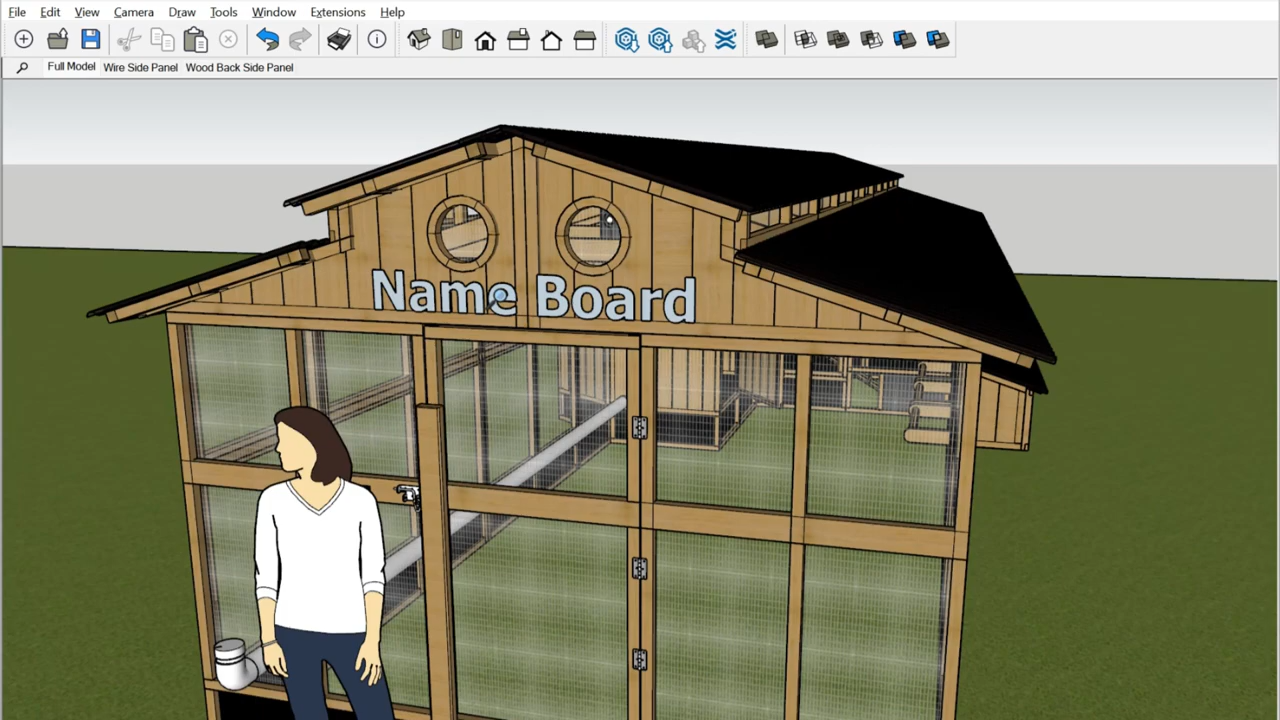 File Edit View Camera Draw Tools Window Extensions Help
Full Model Wire Side Panel Wood Back Side Panel
Name Board